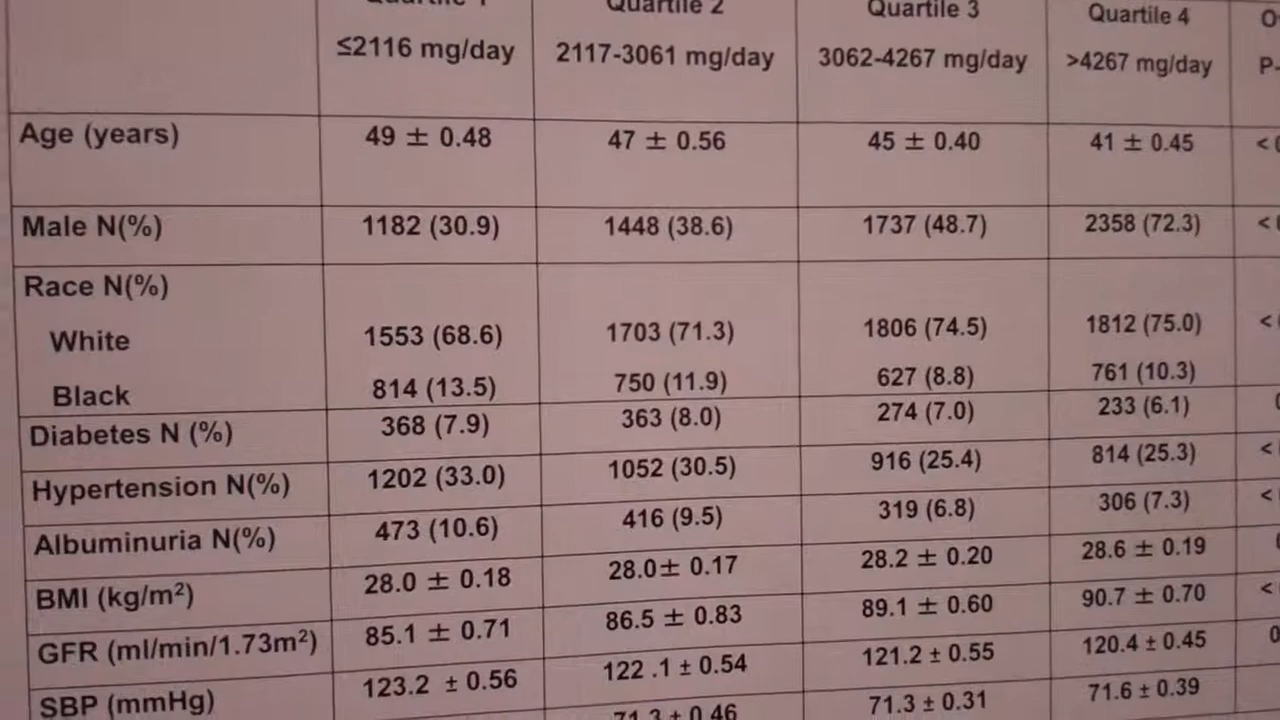 Quartile 2 Quartile 3 Quartile 4
≤2116 mg/day 2117-3061 mg/day 3062-4267 mg/day >4267 mg/day
Age (years) 49 ± 0.48 47 ± 0.56 45 ± 0.40 41 ± 0.45 <
Male N(%) 1182 (30.9) 1448 (38.6) 1737 (48.7) 2358 (72.3) <
Race N(%)
White 1553 (68.6) 1703 (71.3) 1806 (74.5) 1812 (75.0) <
Black 814 (13.5) 750 (11.9) 627 (8.8) 761 (10.3)
Diabetes N (%) 368 (7.9) 363 (8.0) 274 (7.0) 233 (6.1)
Hypertension N(%) 1202 (33.0) 1052 (30.5) 916 (25.4) 814 (25.3) <
Albuminuria N(%) 473 (10.6) 416 (9.5) 319 (6.8) 306 (7.3) <
BMI (kg/m²) 28.0 ± 0.18 28.0± 0.17 28.2 ± 0.20 28.6 ± 0.19
GFR (ml/min/1.73m²) 85.1 ± 0.71 86.5 ± 0.83 89.1 ± 0.60 90.7 ± 0.70 <
SBP (mmHg) 123.2 ± 0.56 122 .1 ± 0.54 121.2 ± 0.55 120.4 ± 0.45 0
71.3 ± 0.46 71.3 ± 0.31 71.6 ± 0.39